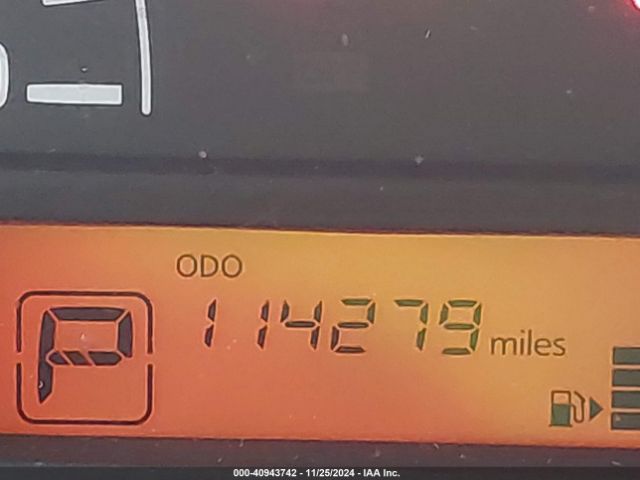 ODO
114279 miles
P
000-40943742 - 11/25/2024 - IAA Inc.